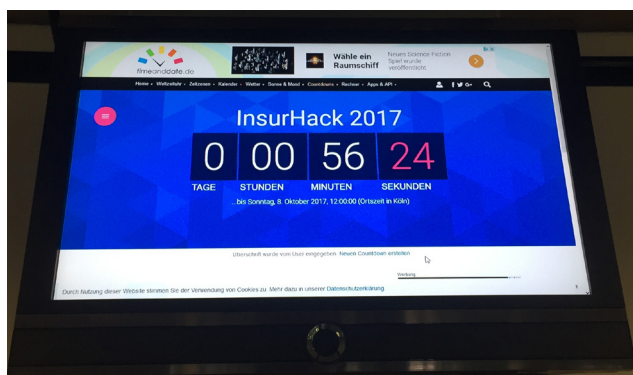 timeanddate.de
Wähle ein
Raumschiff
Neues Science Fiction
Spiel wurde
veröffentlicht
Home Weltzeituhr Zeitzonen Kalender Wetter Sonne & Mond Countdowns Rechner Apps & API
InsurHack 2017
0 00 56 24
TAGE STUNDEN MINUTEN SEKUNDEN
...bis Sonntag, 8. Oktober 2017, 12:00:00 (Ortszeit in Köln)
Überschrift wurde vom User eingegeben. Neuen Countdown erstellen
Werbung
Durch Nutzung dieser Website stimmen Sie der Verwendung von Cookies zu. Mehr dazu in unserer Datenschutzerklärung.